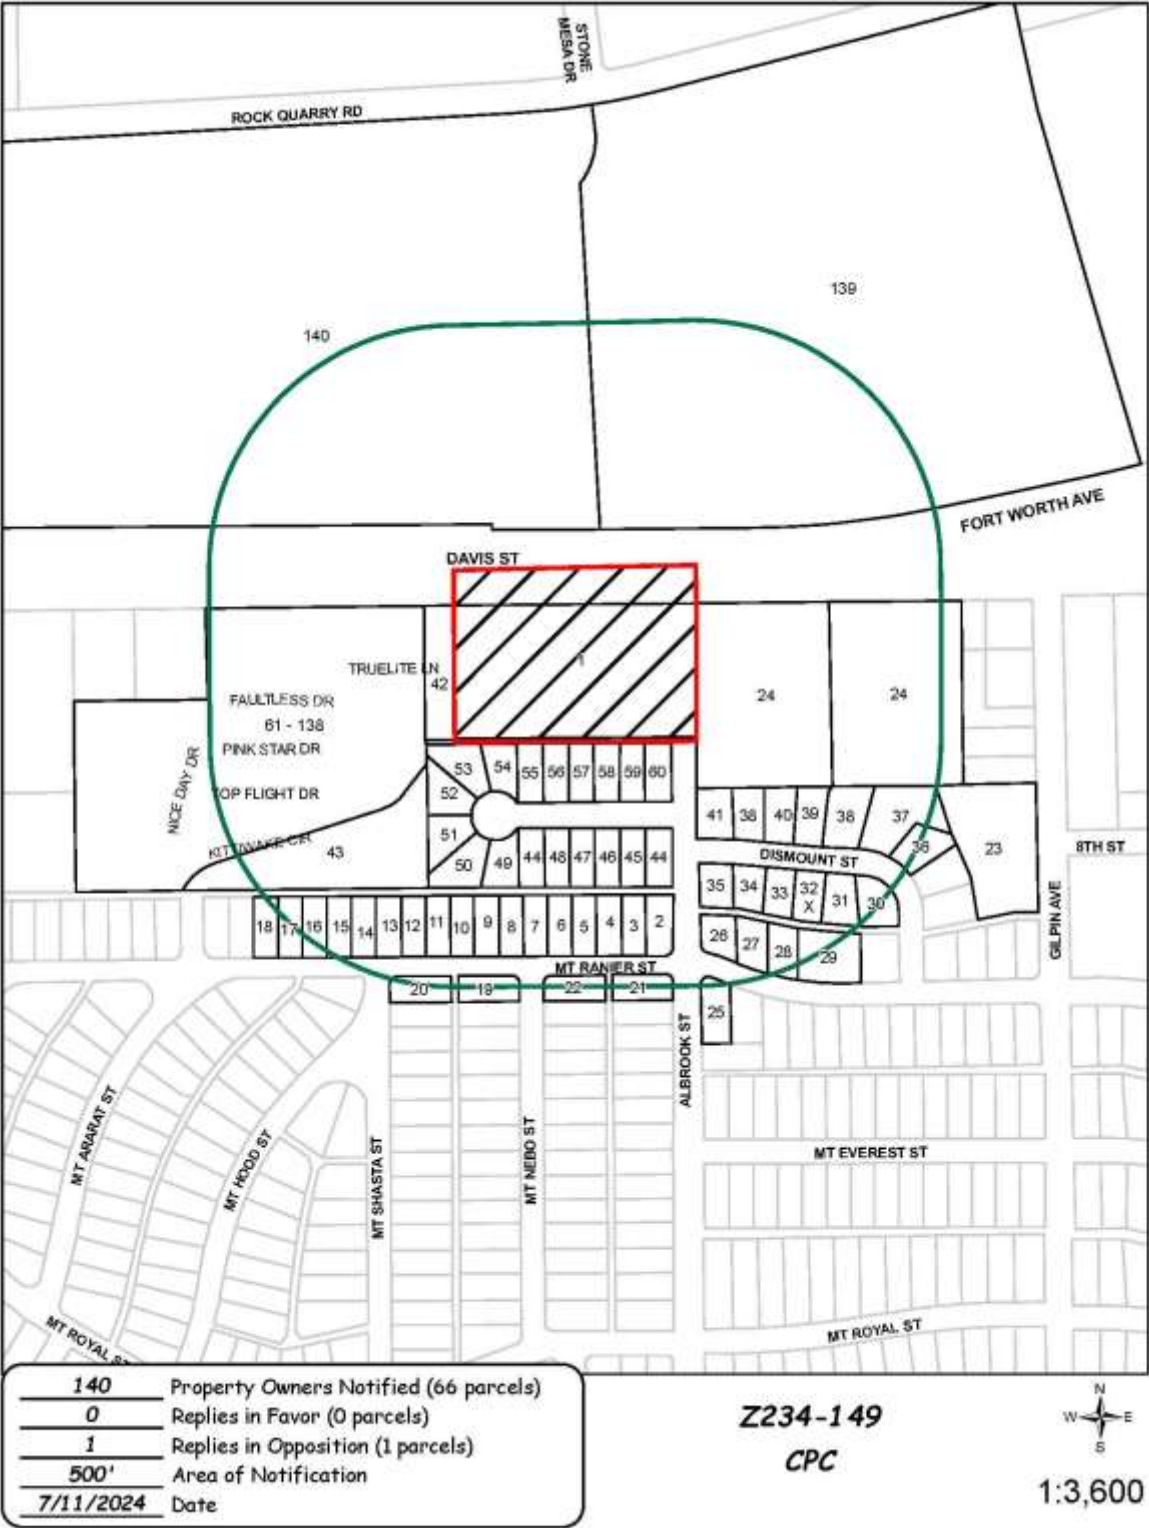 STONE
MESA DR
ROCK QUARRY RD
139
140
FORT WORTH AVE
DAVIS ST
TRUELITE LN
42
1
24
24
FAULTLESS DR
61 - 138
PINK STAR DR
NICE DAY DR
TOP FLIGHT DR
KITTIWAKE CIR
43
53
54
55
56
57
58
59
60
52
51
50
49
44
48
47
46
45
44
41
38
40
39
38
37
36
23
DISMOUNT ST
8TH ST
35
34
33
32
X
31
30
GILPIN AVE
18
17
16
15
14
13
12
11
10
9
8
7
6
5
4
3
2
26
27
28
29
MT RANIER ST
20
19
22
21
25
ALBROOK ST
MT ARARAT ST
MT HOOD ST
MT SHASTA ST
MT NEBO ST
MT EVEREST ST
MT ROYAL ST
MT ROYAL ST
140 Property Owners Notified (66 parcels)
0 Replies in Favor (0 parcels)
1 Replies in Opposition (1 parcels)
500' Area of Notification
7/11/2024 Date
Z234-149
CPC
N
W E
S
1:3,600